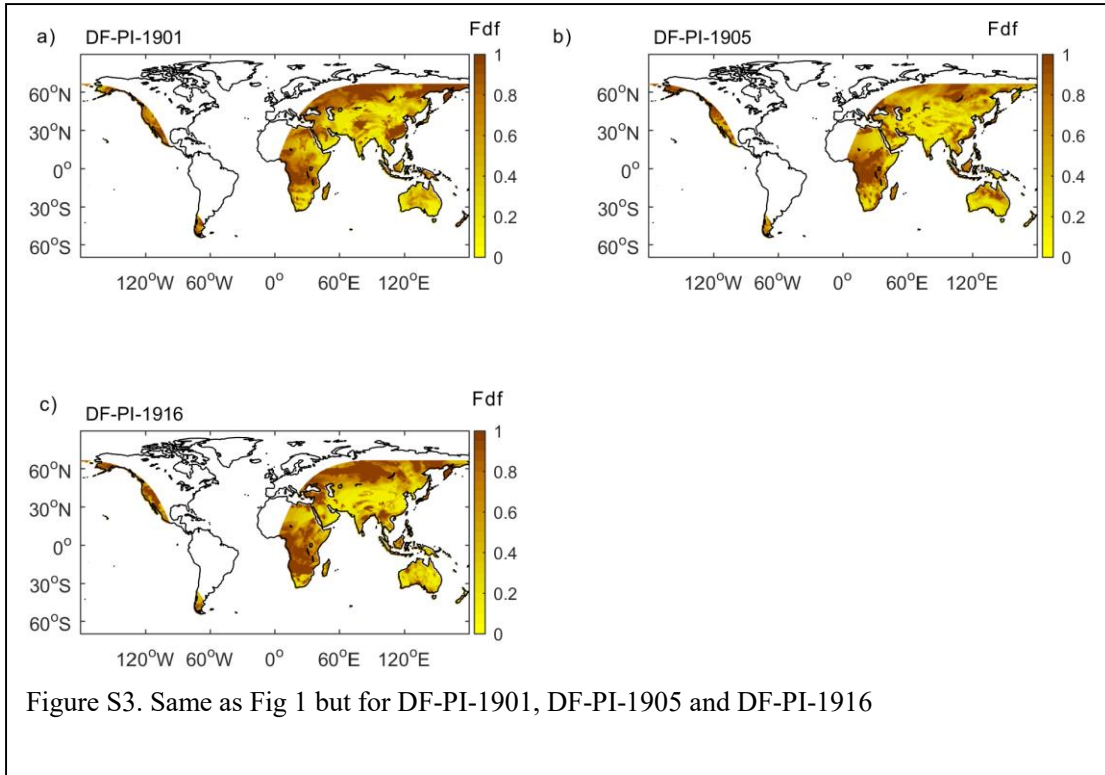 a) DF-PI-1901 Fdf
1
0.8
0.6
0.4
0.2
0
60°N
30°N
0°
30°S
60°S
120°W 60°W 0° 60°E 120°E
b) DF-PI-1905 Fdf
1
0.8
0.6
0.4
0.2
0
60°N
30°N
0°
30°S
60°S
120°W 60°W 0° 60°E 120°E
c) DF-PI-1916 Fdf
1
0.8
0.6
0.4
0.2
0
60°N
30°N
0°
30°S
60°S
120°W 60°W 0° 60°E 120°E
Figure S3. Same as Fig 1 but for DF-PI-1901, DF-PI-1905 and DF-PI-1916